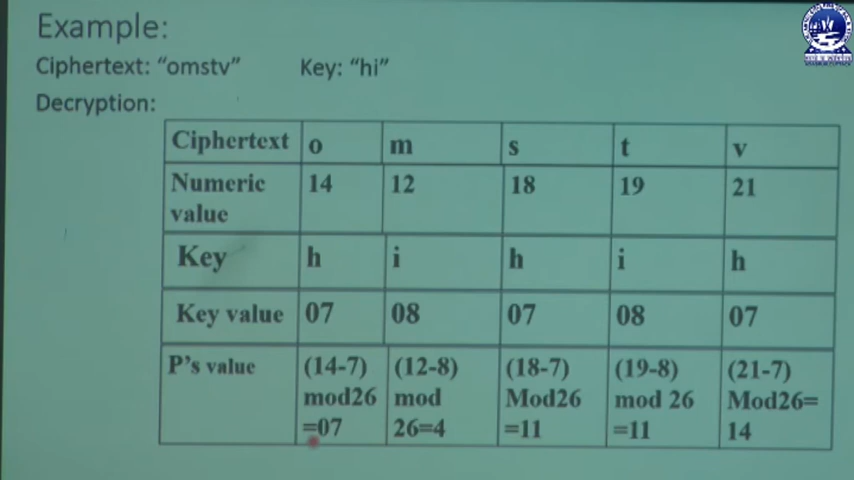 Example:
Ciphertext: “omstv” Key: “hi”
Decryption:
Ciphertext o m s t v
Numeric value 14 12 18 19 21
Key h i h i h
Key value 07 08 07 08 07
P's value (14-7) mod26 =07 (12-8) mod 26=4 (18-7) Mod26 =11 (19-8) mod 26 =11 (21-7) Mod26= 14